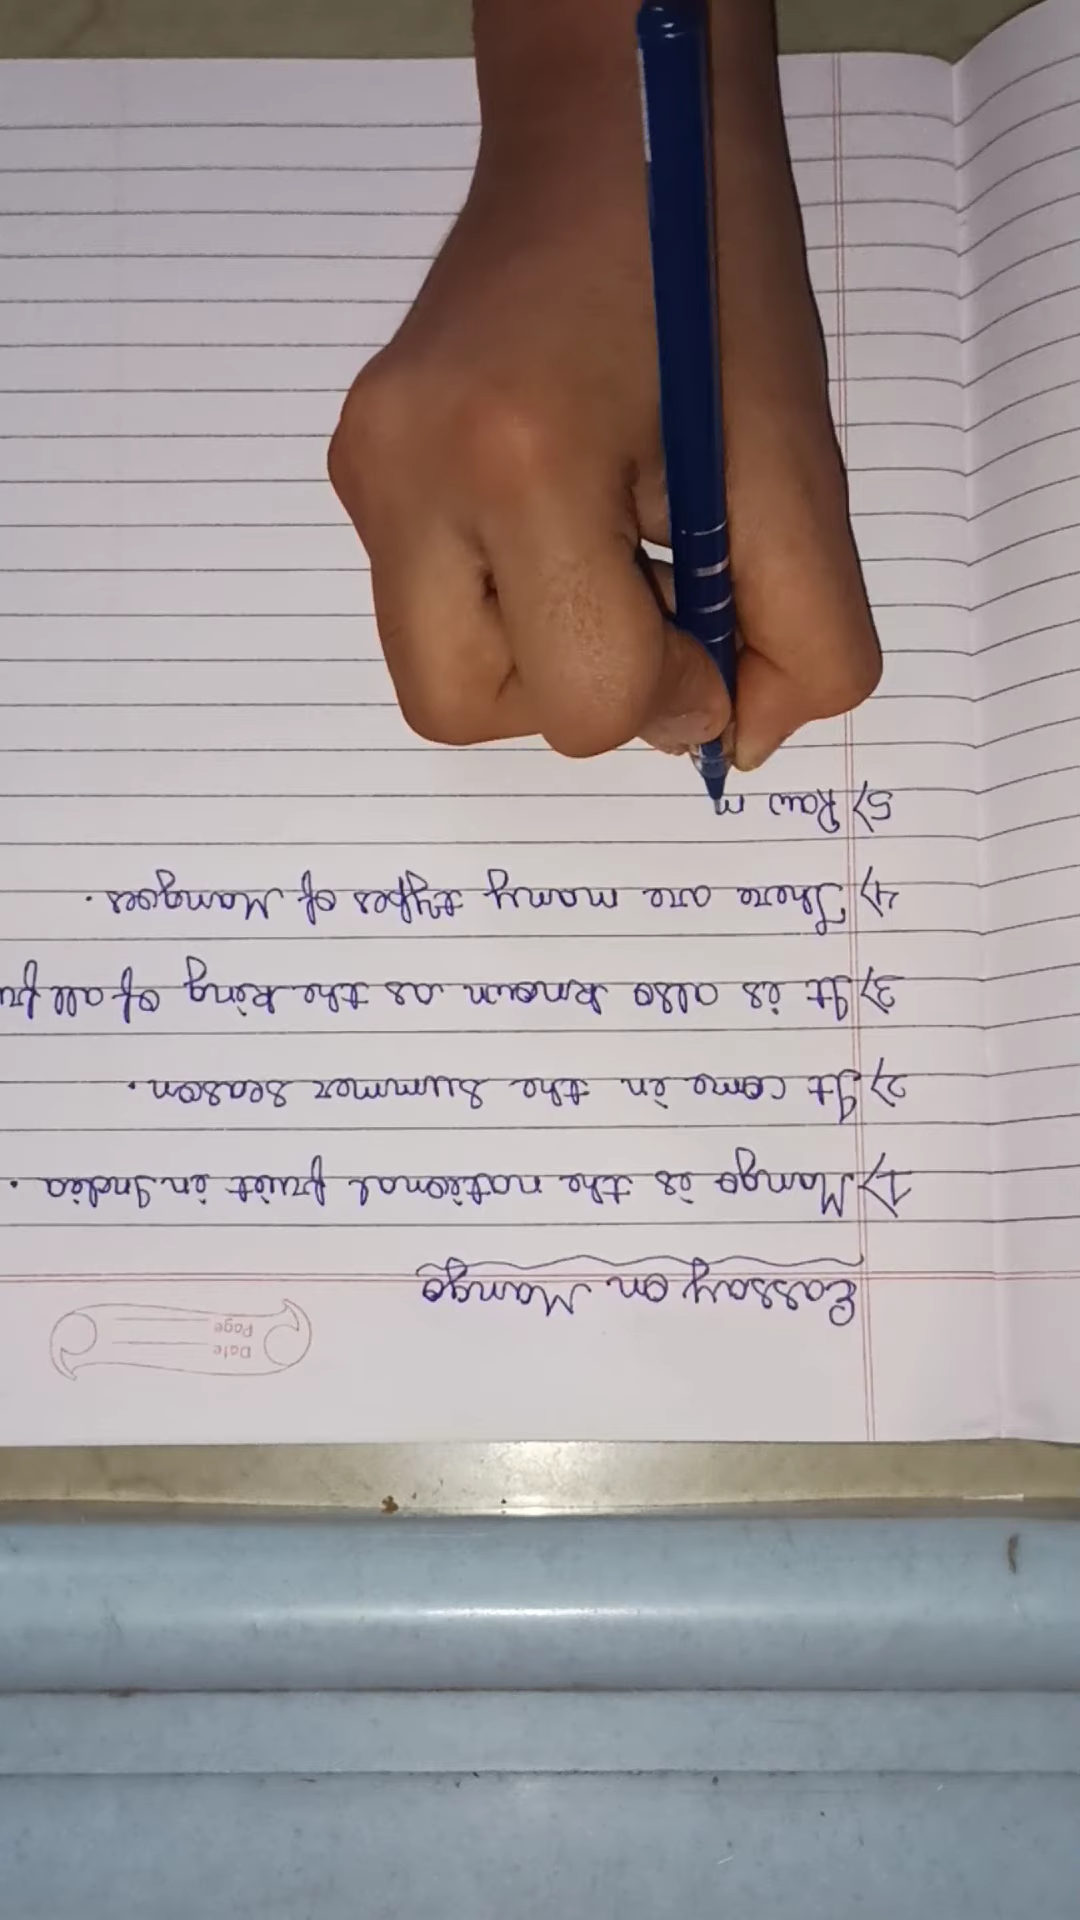 Date
Page
Eassay on Mango
1) Mango is the national fruit in India.
2) It come in the summer season.
3) It is also known as the king of all fru
4) There are many types of Mangoes.
5) Raw m